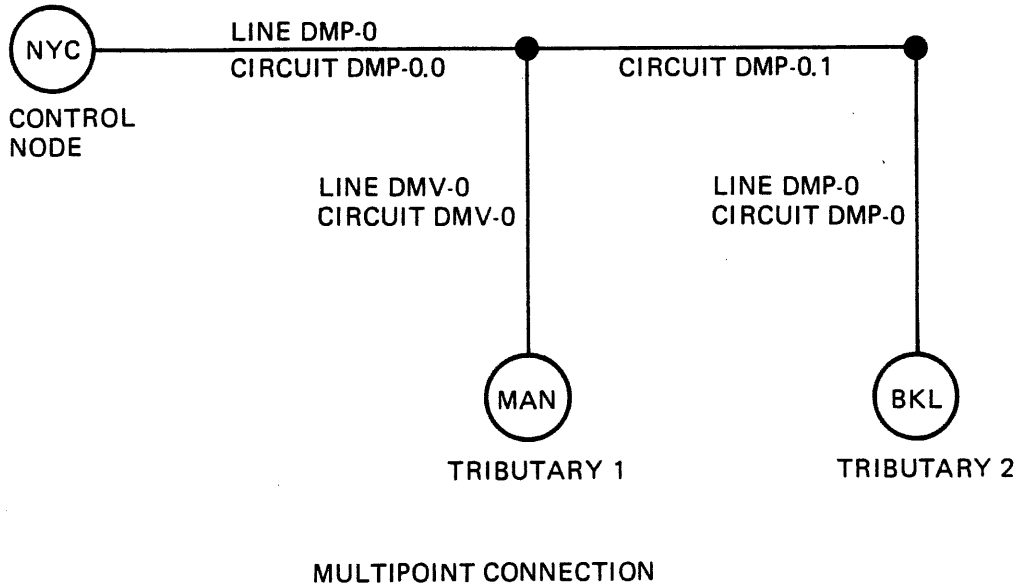 NYC
LINE DMP-0
CIRCUIT DMP-0.0
CIRCUIT DMP-0.1
CONTROL
NODE
LINE DMV-0
CIRCUIT DMV-0
LINE DMP-0
CIRCUIT DMP-0
MAN
BKL
TRIBUTARY 1
TRIBUTARY 2
MULTIPOINT CONNECTION